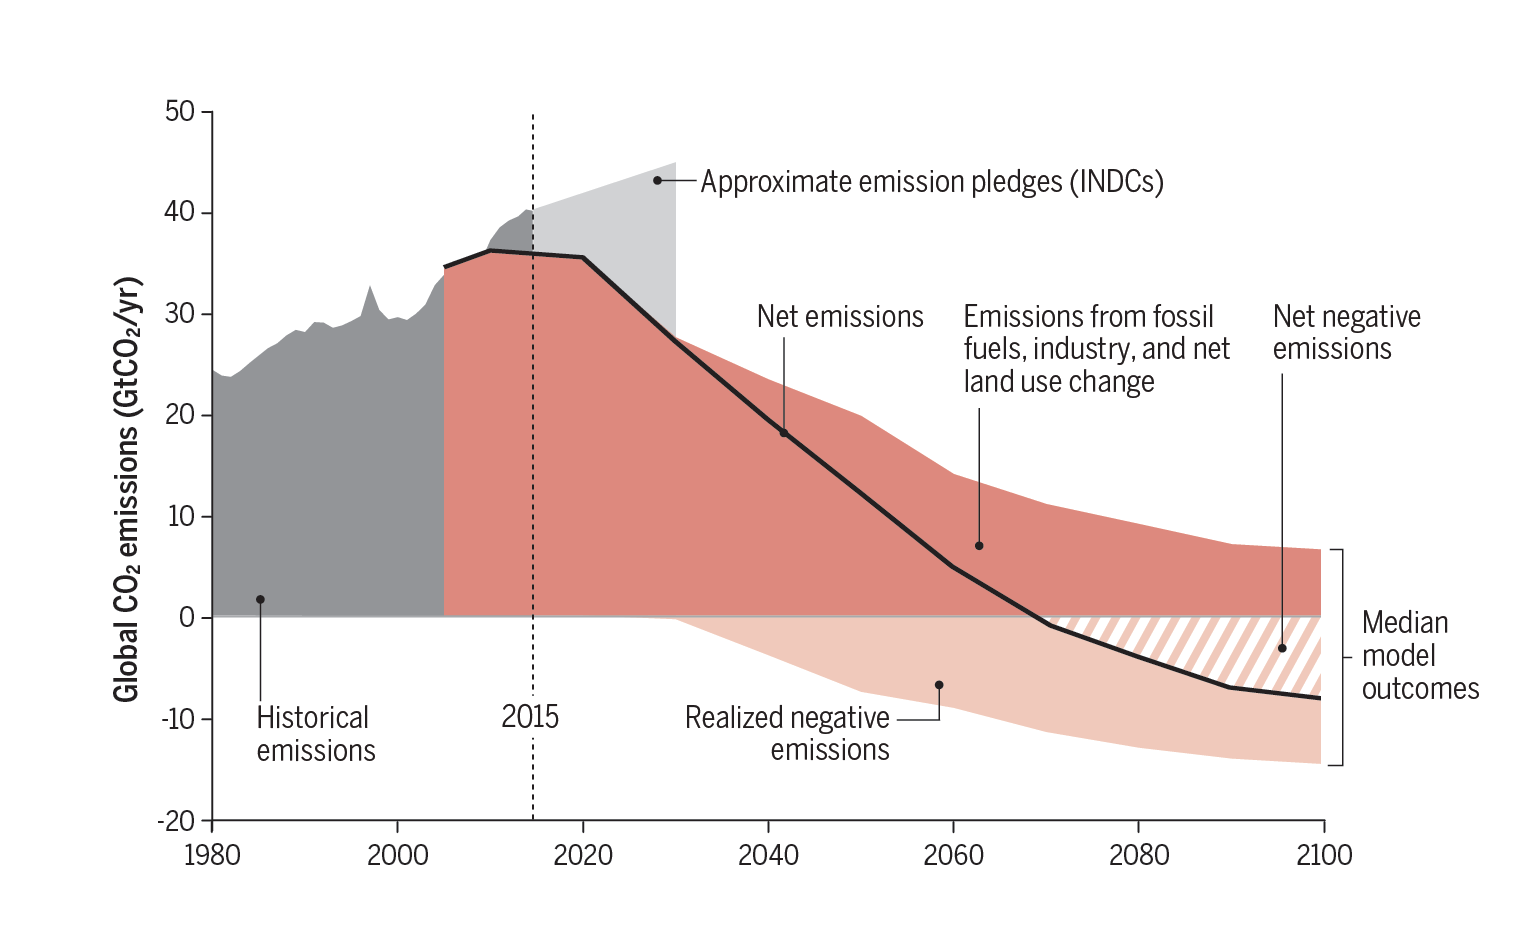 50
40
30
20
10
0
-10
-20
Global CO₂ emissions (GtCO₂/yr)
1980
2000
2020
2040
2060
2080
2100
Approximate emission pledges (INDCs)
Net emissions
Emissions from fossil
fuels, industry, and net
land use change
Net negative
emissions
Median
model
outcomes
Historical
emissions
2015
Realized negative
emissions